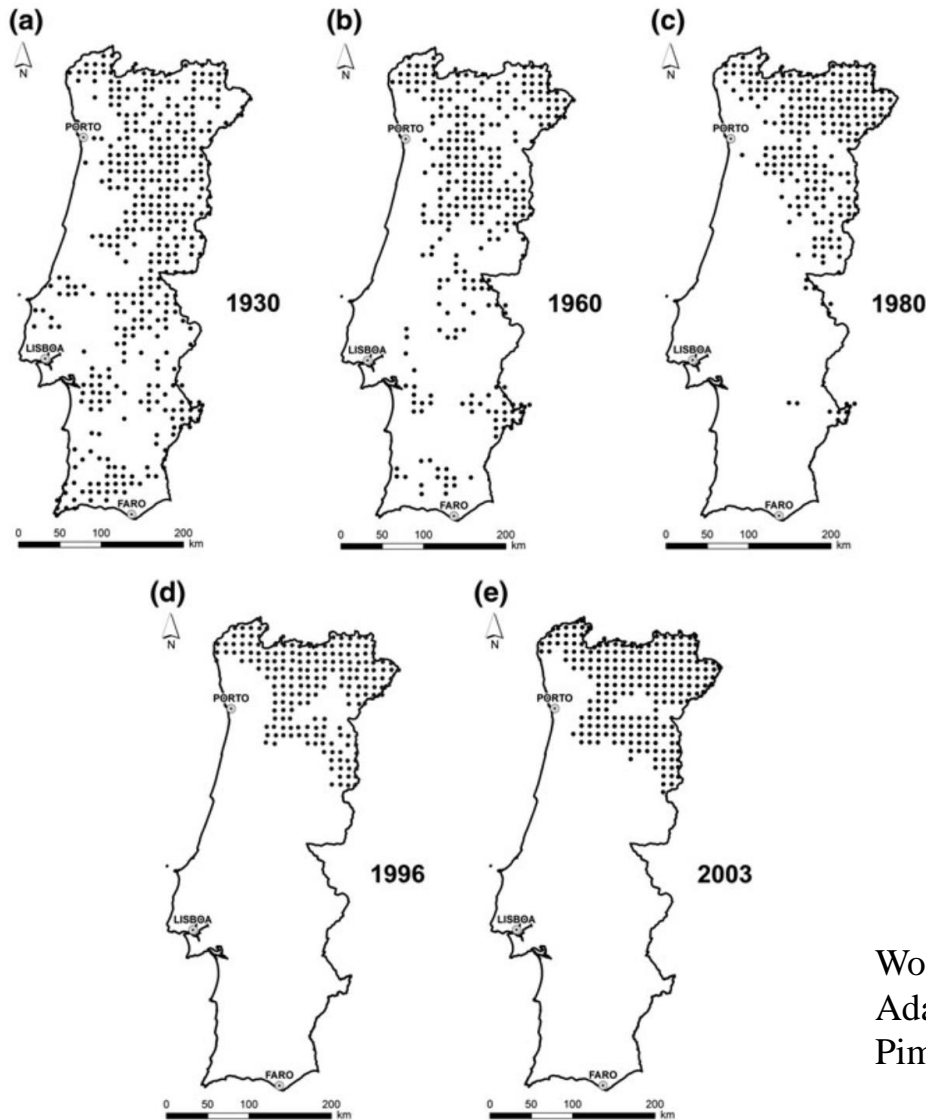 (a)
N
PORTO
1930
LISBOA
FARO
0 50 100 200
km
(b)
N
PORTO
1960
LISBOA
FARO
0 50 100 200
km
(c)
N
PORTO
1980
LISBOA
FARO
0 50 100 200
km
(d)
N
PORTO
1996
LISBOA
FARO
0 50 100 200
km
(e)
N
PORTO
2003
LISBOA
FARO
0 50 100 200
km
Wo
Ada
Pim